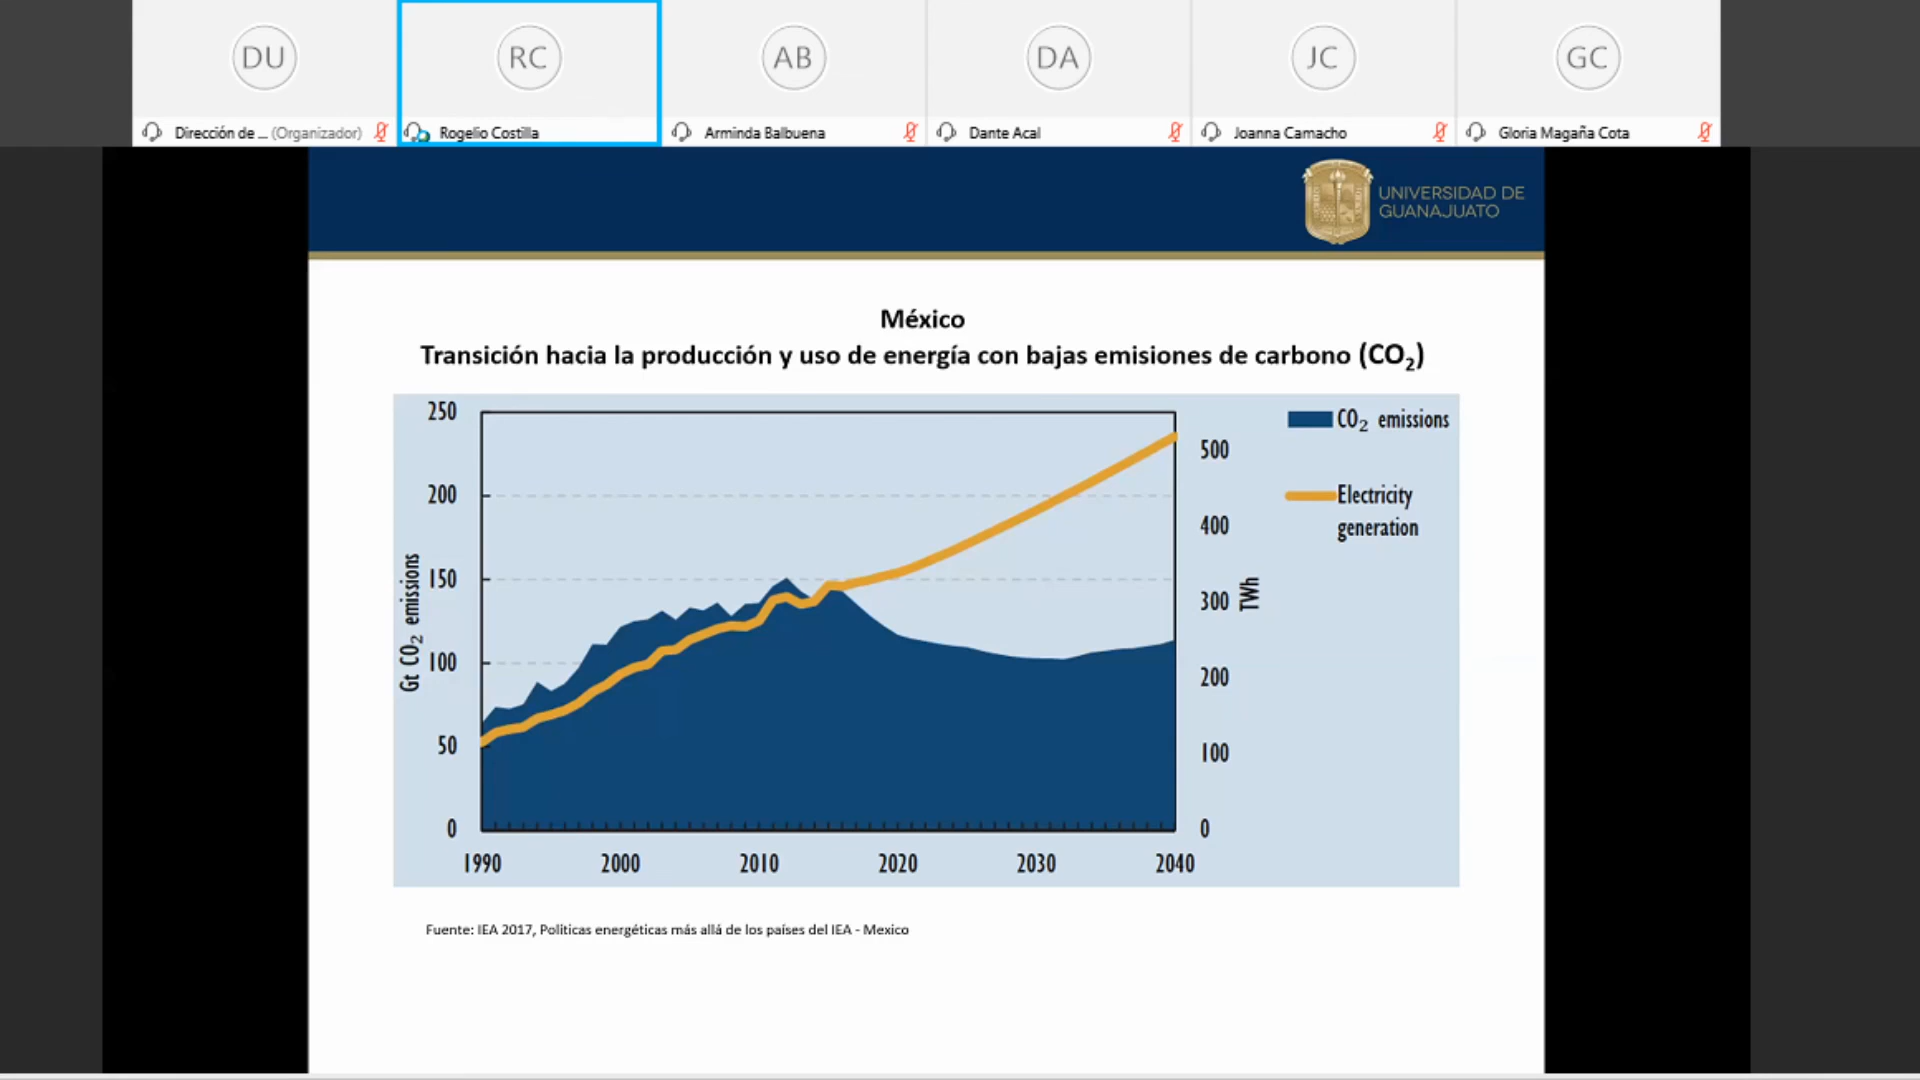 DU
RC
AB
DA
JC
GC
Dirección de ... (Organizador)
Rogelio Costilla
Arminda Balbuena
Dante Acal
Joanna Camacho
Gloria Magaña Cota
UNIVERSIDAD DE
GUANAJUATO
México
Transición hacia la producción y uso de energía con bajas emisiones de carbono (CO₂)
Gt CO₂ emissions
250
200
150
100
50
0
1990
2000
2010
2020
2030
2040
500
400
300
200
100
0
TWh
CO₂ emissions
Electricity
generation
Fuente: IEA 2017, Politicas energéticas más allá de los países del IEA - Mexico